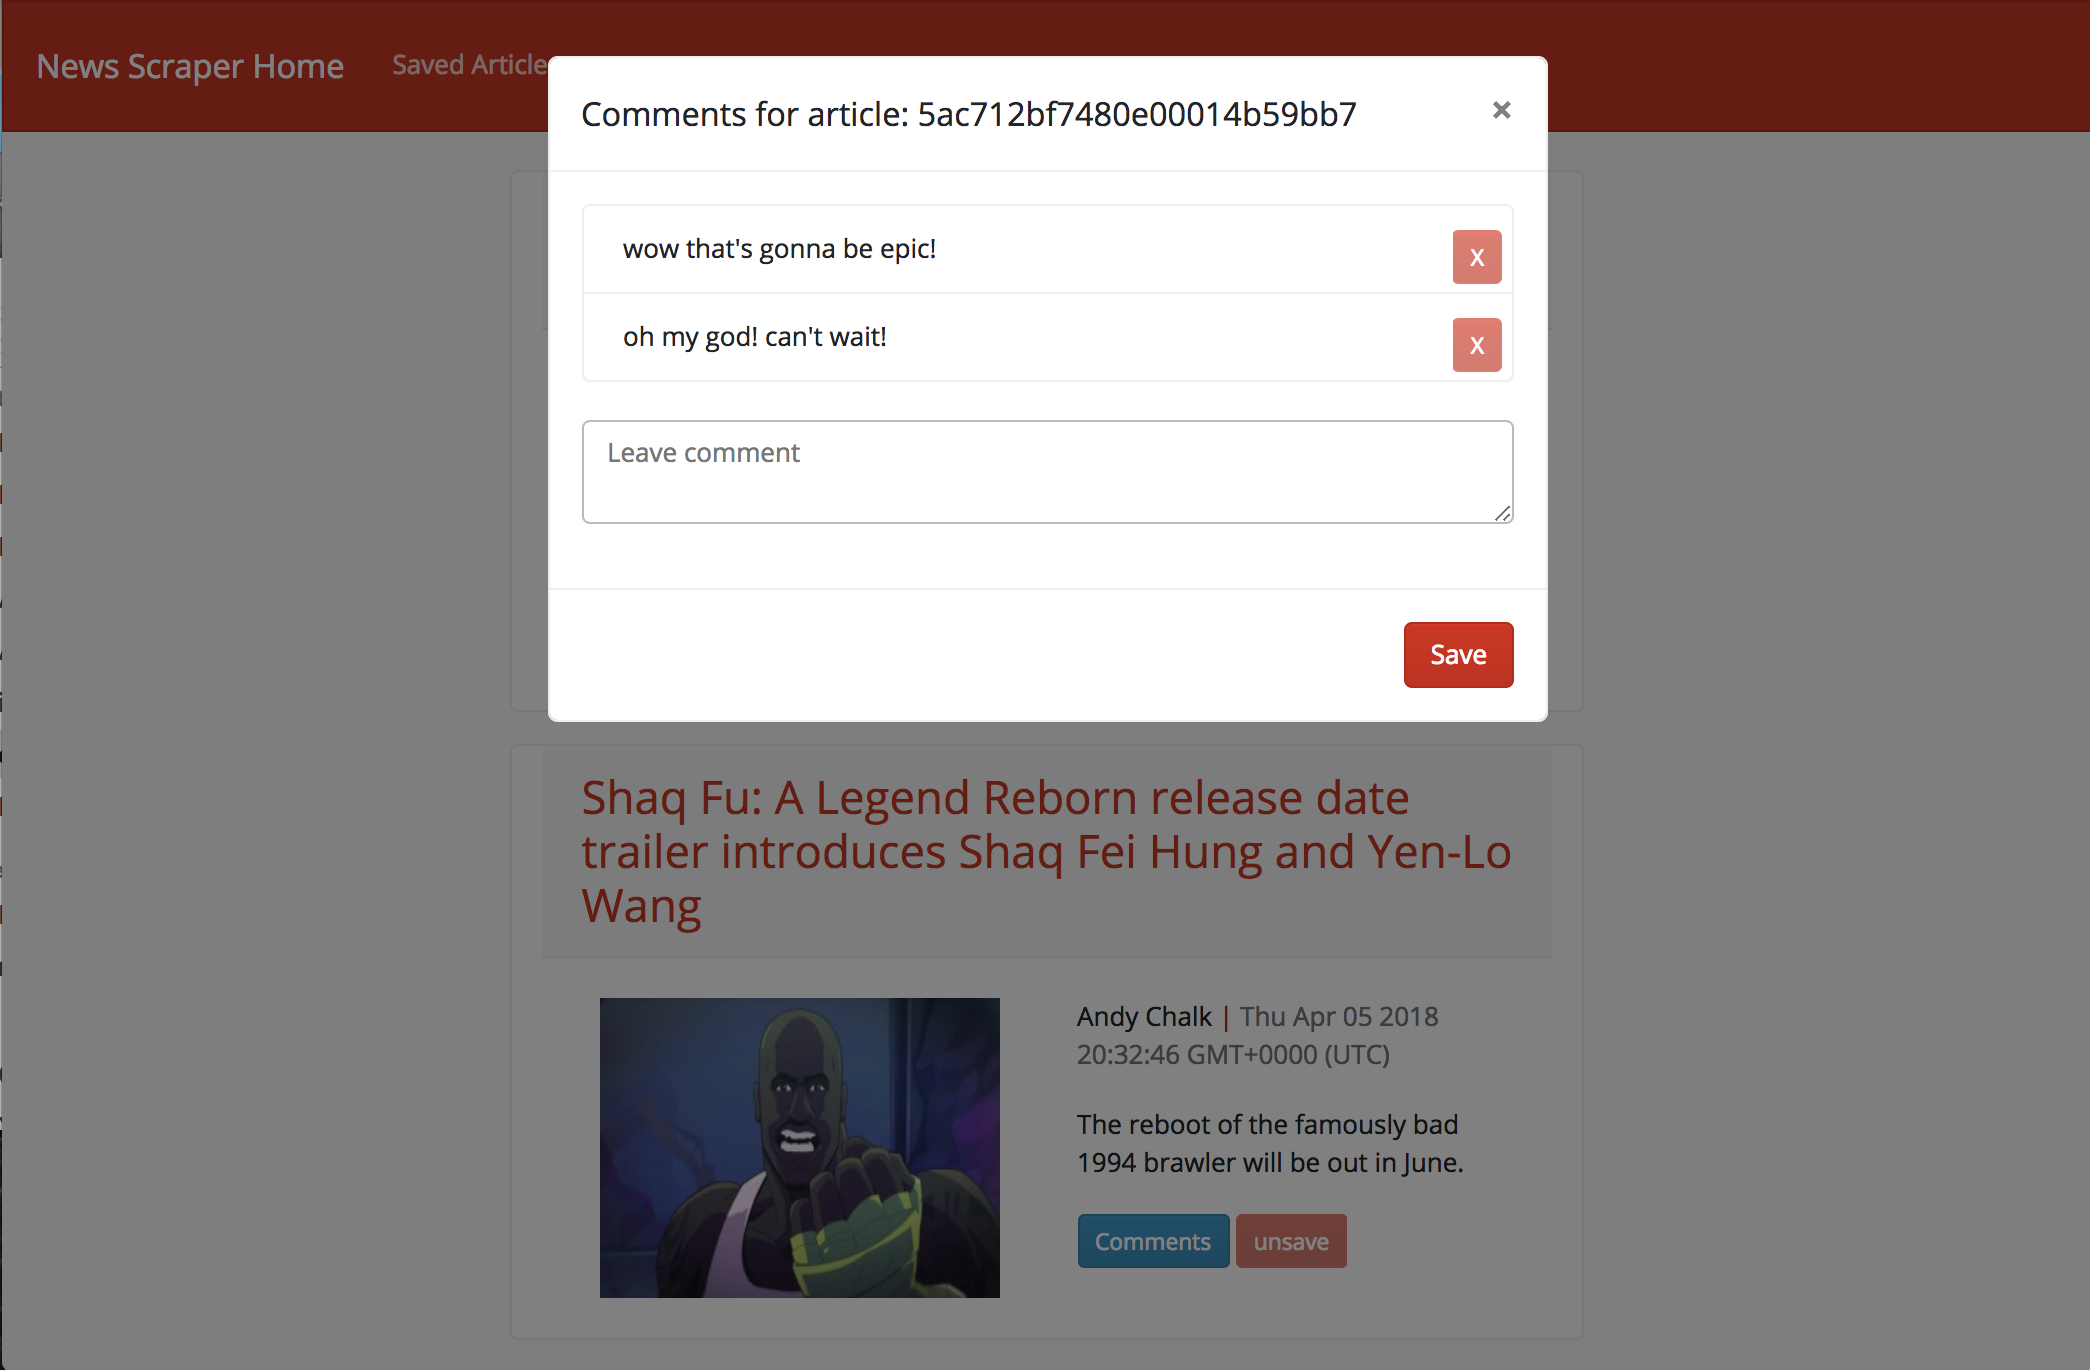 News Scraper Home
Saved Article
Comments for article: 5ac712bf7480e00014b59bb7
×
wow that's gonna be epic!
X
oh my god! can't wait!
X
Leave comment
Save
Shaq Fu: A Legend Reborn release date
trailer introduces Shaq Fei Hung and Yen-Lo
Wang
Andy Chalk | Thu Apr 05 2018
20:32:46 GMT+0000 (UTC)
The reboot of the famously bad
1994 brawler will be out in June.
Comments
unsave